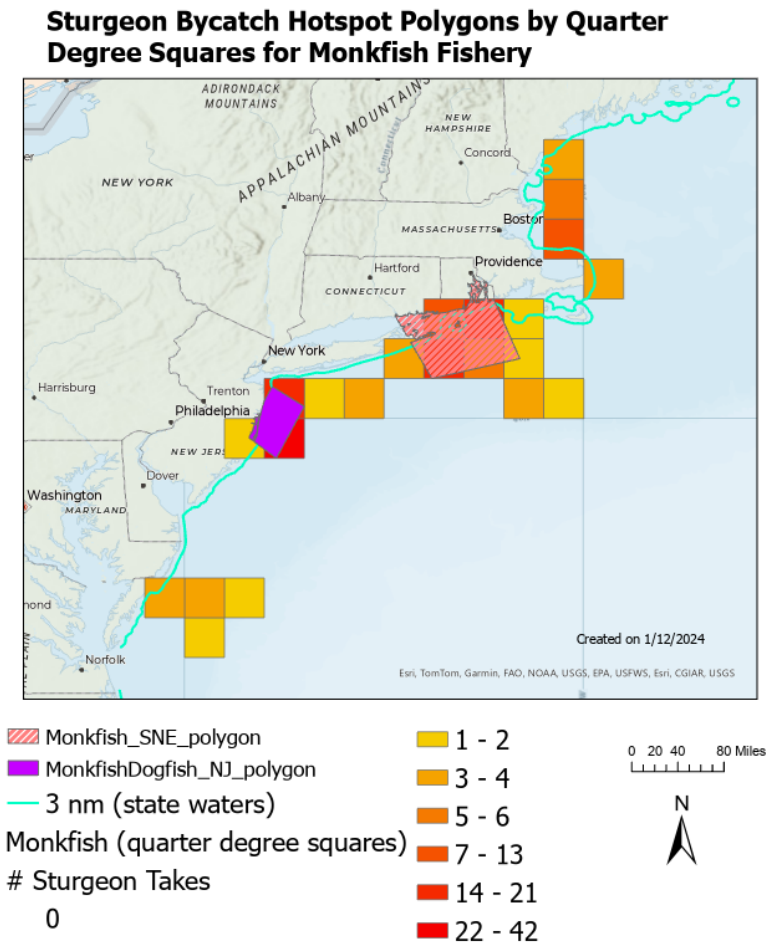 Sturgeon Bycatch Hotspot Polygons by Quarter
Degree Squares for Monkfish Fishery
ADIRONDACK
MOUNTAINS
APPALACHIAN MOUNTAINS
Connecticut
NEW
HAMPSHIRE
Concord
er
NEW YORK
Albany
Boston
MASSACHUSETTS
Providence
Hartford
CONNECTICUT
New York
Harrisburg
Trenton
Philadelphia
NEW JERS
Dover
Washington
MARYLAND
mond
Created on 1/12/2024
Norfolk
Esri, TomTom, Garmin, FAO, NOAA, USGS, EPA, USFWS, Esri, CGIAR, USGS
Monkfish_SNE_polygon
MonkfishDogfish_NJ_polygon
3 nm (state waters)
Monkfish (quarter degree squares)
# Sturgeon Takes
0
1 - 2
3 - 4
5 - 6
7 - 13
14 - 21
22 - 42
0 20 40 80 Miles
N